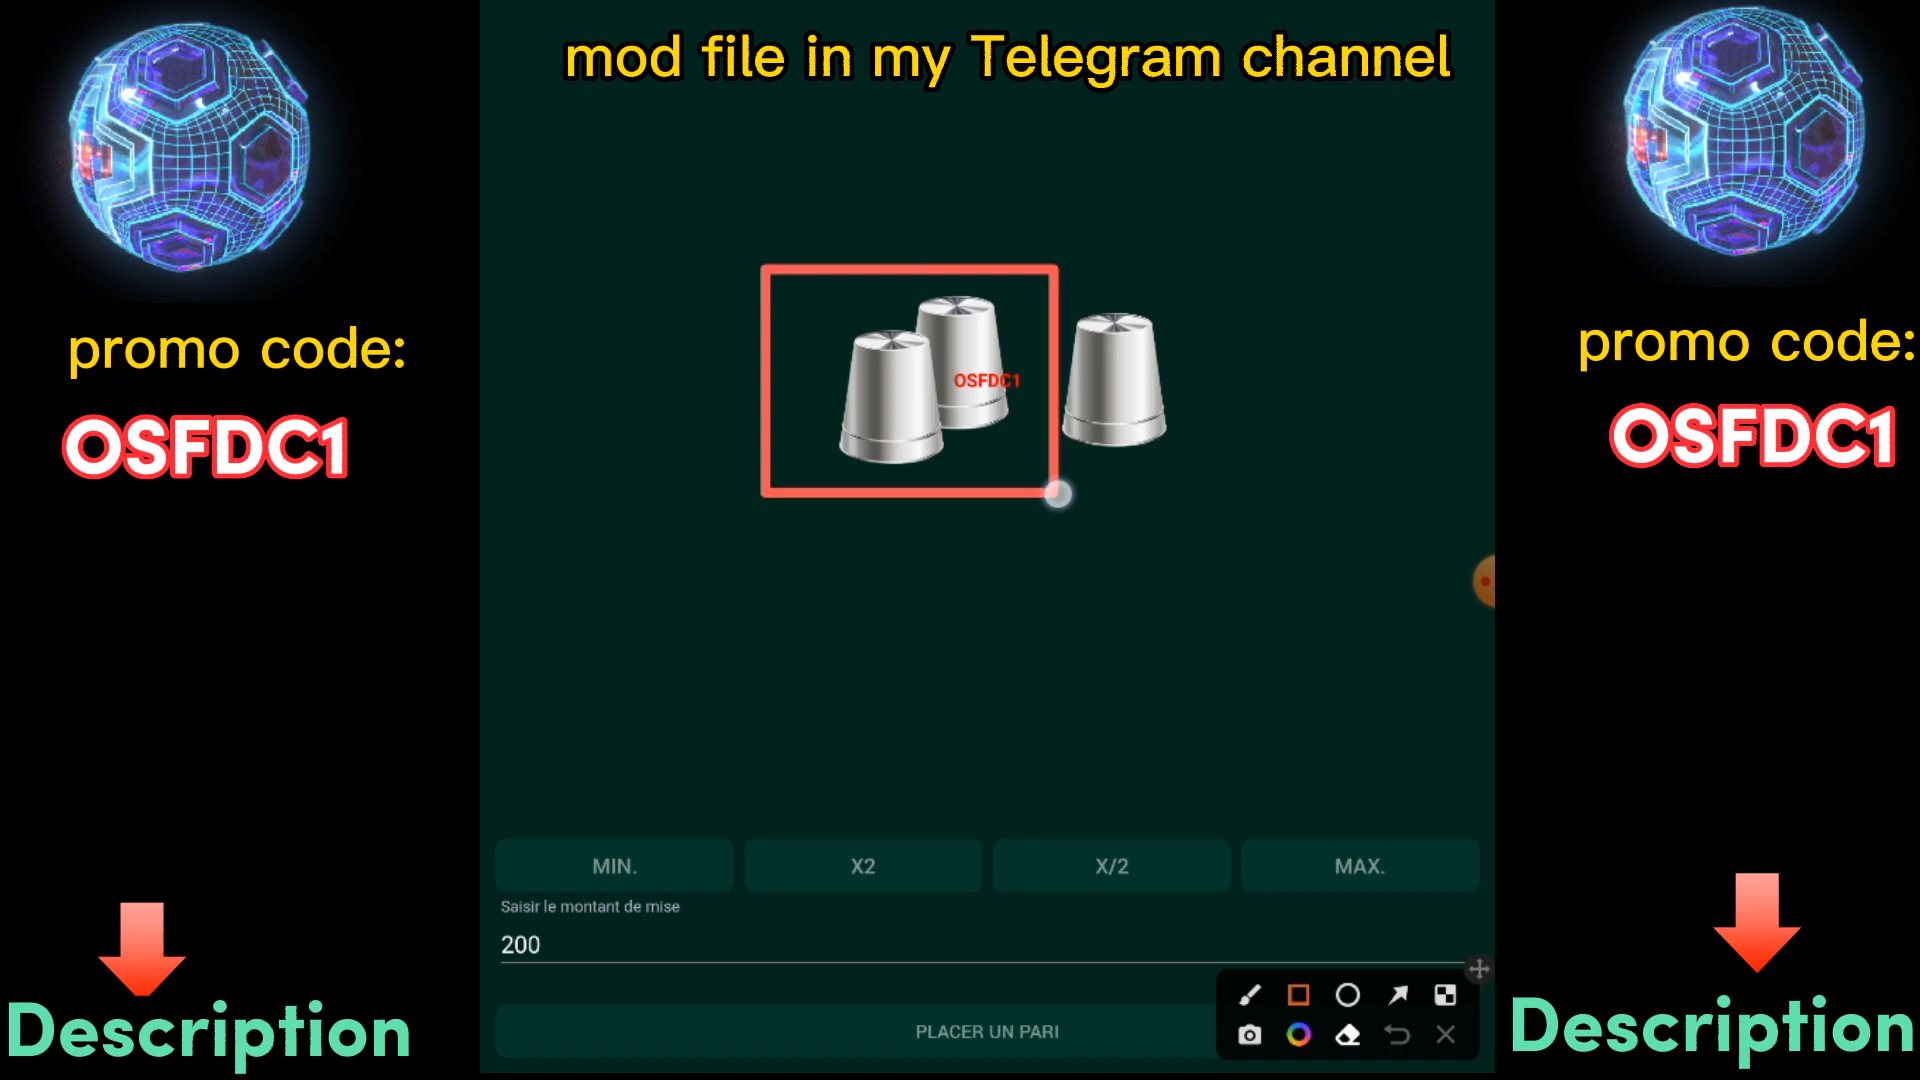 mod file in my Telegram channel
promo code:
OSFDC1
promo code:
OSFDC1
OSFDC1
MIN.
X2
X/2
MAX.
Saisir le montant de mise
200
PLACER UN PARI
Description
Description